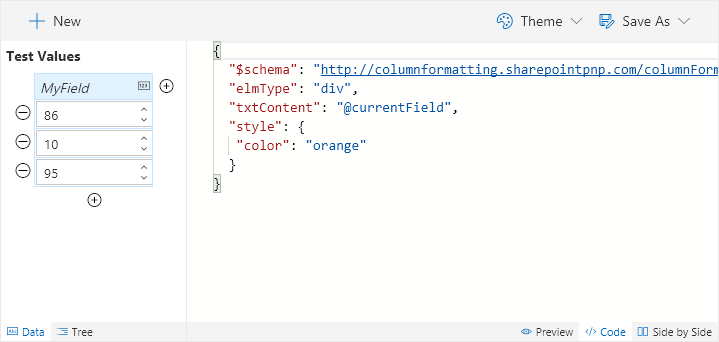 New
Theme
Save As
Test Values
MyField
86
10
95
{
"$schema": "http://columnformatting.sharepointpnp.com/columnForm
"elmType": "div",
"txtContent": "@currentField",
"style": {
"color": "orange"
}
}
Data
Tree
Preview
</> Code
Side by Side